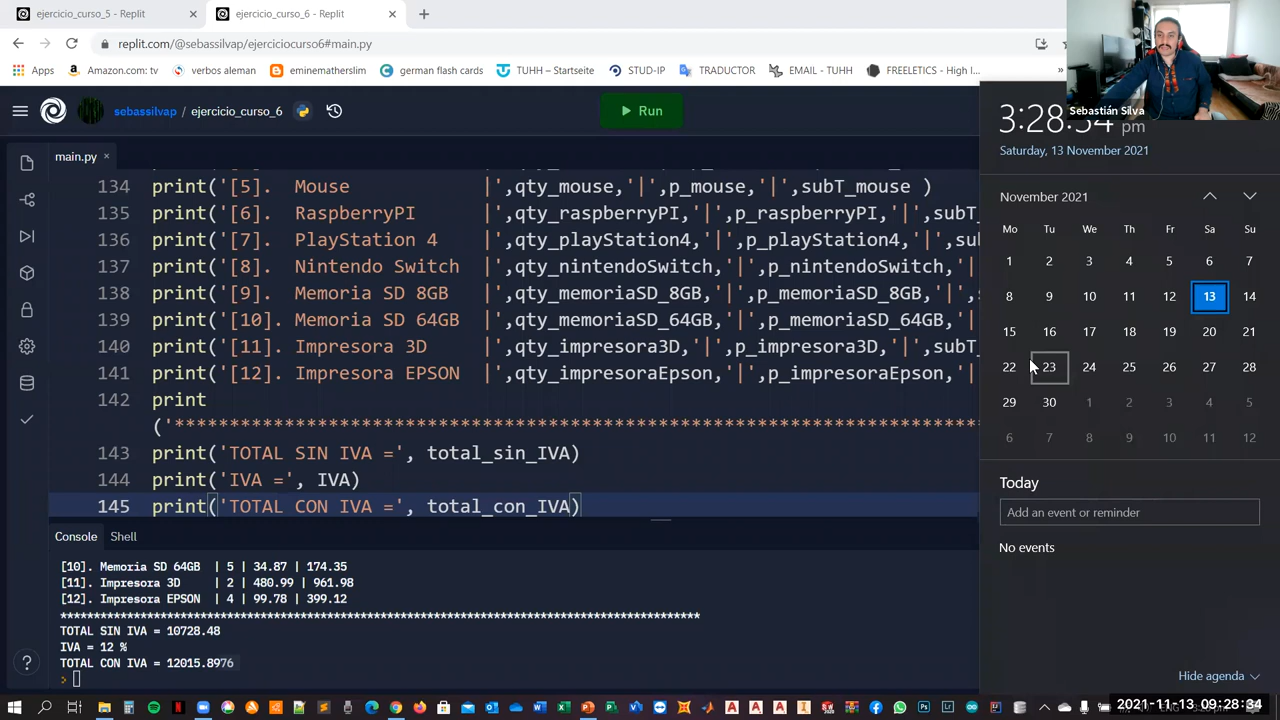 ejercicio_curso_5 - Replit
ejercicio_curso_6 - Replit
replit.com/@sebassilvap/ejerciciocurso6#main.py
Apps
Amazon.com: tv
verbos aleman
eminemathslim
german flash cards
TUHH – Startseite
STUD-IP
TRADUCTOR
EMAIL - TUHH
FREELETICS - High I...
»
sebassilvap / ejercicio_curso_6
Run
main.py
134 print('[5]. Mouse |',qty_mouse,'|',p_mouse,'|',subT_mouse )
135 print('[6]. RaspberryPI |',qty_raspberryPI,'|',p_raspberryPI,'|',subT_
136 print('[7]. PlayStation 4 |',qty_playStation4,'|',p_playStation4,'|',sub
137 print('[8]. Nintendo Switch |',qty_nintendoSwitch,'|',p_nintendoSwitch,'|
138 print('[9]. Memoria SD 8GB |',qty_memoriaSD_8GB,'|',p_memoriaSD_8GB,'|',s
139 print('[10]. Memoria SD 64GB |',qty_memoriaSD_64GB,'|',p_memoriaSD_64GB,'|
140 print('[11]. Impresora 3D |',qty_impresora3D,'|',p_impresora3D,'|',subT
141 print('[12]. Impresora EPSON |',qty_impresoraEpson,'|',p_impresoraEpson,'|
142 print
('**************************************************************
143 print('TOTAL SIN IVA =', total_sin_IVA)
144 print('IVA =', IVA)
145 print('TOTAL CON IVA =', total_con_IVA)
Console
Shell
[10]. Memoria SD 64GB | 5 | 34.87 | 174.35
[11]. Impresora 3D | 2 | 480.99 | 961.98
[12]. Impresora EPSON | 4 | 99.78 | 399.12
************************************************************************************************
TOTAL SIN IVA = 10728.48
IVA = 12 %
TOTAL CON IVA = 12015.8976
Sebastián Silva
3:28:34 pm
Saturday, 13 November 2021
November 2021
Mo Tu We Th Fr Sa Su
1 2 3 4 5 6 7
8 9 10 11 12 13 14
15 16 17 18 19 20 21
22 23 24 25 26 27 28
29 30 1 2 3 4 5
6 7 8 9 10 11 12
Today
Add an event or reminder
No events
Hide agenda
2021-11-13 09:28:34